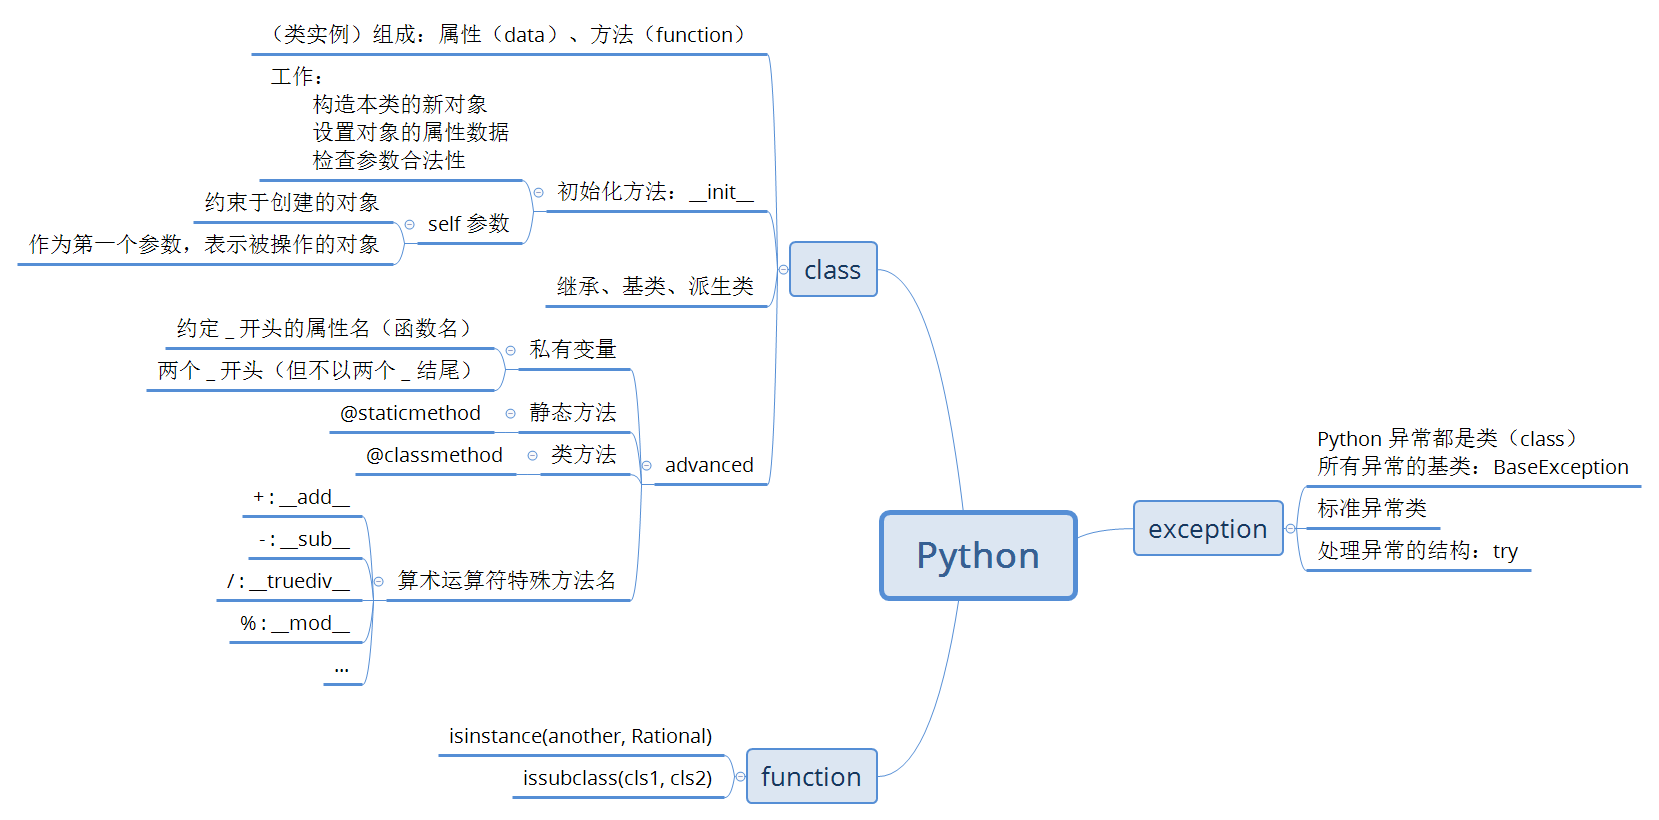 （类实例）组成：属性（data）、方法（function）
工作：
构造本类的新对象
设置对象的属性数据
检查参数合法性
初始化方法：__init__
约束于创建的对象
self 参数
作为第一个参数，表示被操作的对象
class
继承、基类、派生类
约定 _ 开头的属性名（函数名）
私有变量
两个 _ 开头（但不以两个 _ 结尾）
@staticmethod
静态方法
@classmethod
类方法
advanced
+ : __add__
- : __sub__
/ : __truediv__
算术运算符特殊方法名
% : __mod__
...
Python
exception
Python 异常都是类（class）
所有异常的基类：BaseException
标准异常类
处理异常的结构：try
isinstance(another, Rational)
function
issubclass(cls1, cls2)